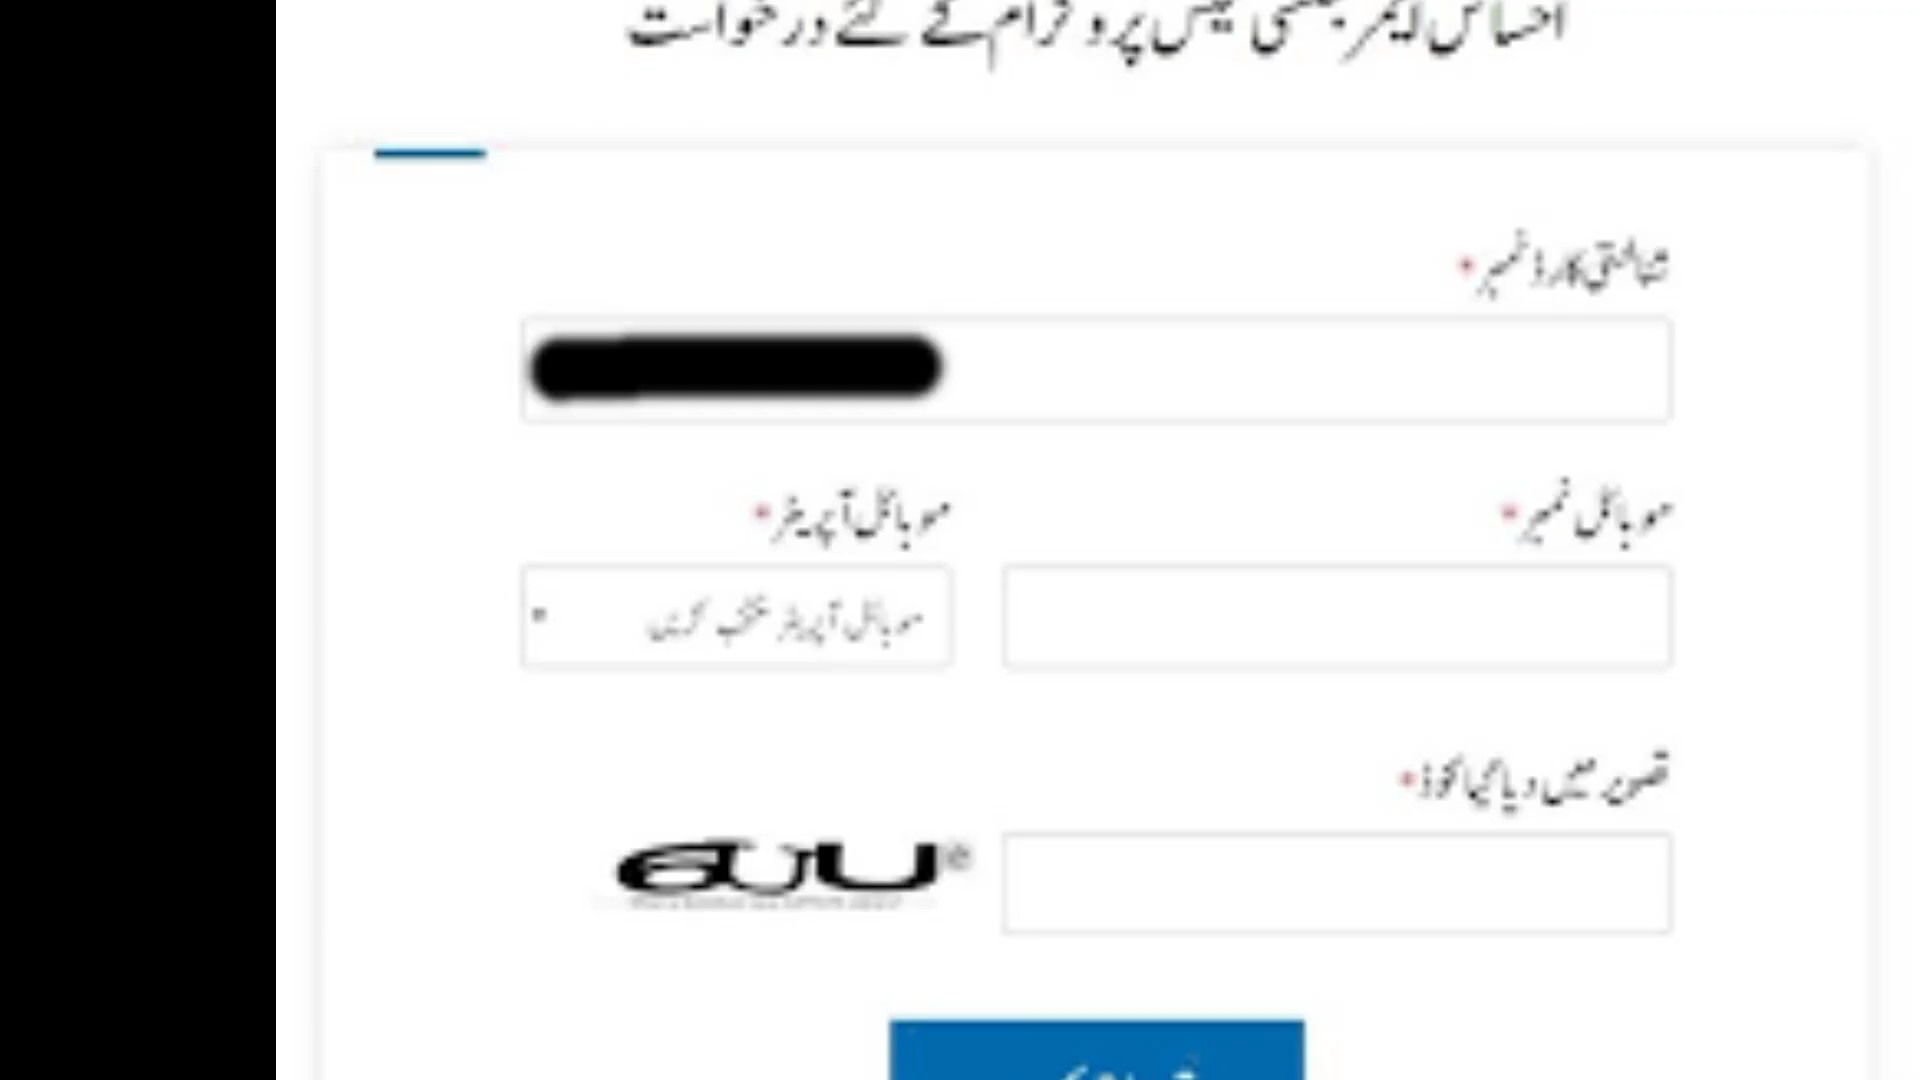 احساس ایمرجنسی کیش پروگرام کے لئے درخواست
شناختی کارڈ نمبر *
موبائل نمبر *
موبائل آپریٹر *
موبائل آپریٹر منتخب کریں
تصویر میں دیا گیا کوڈ *